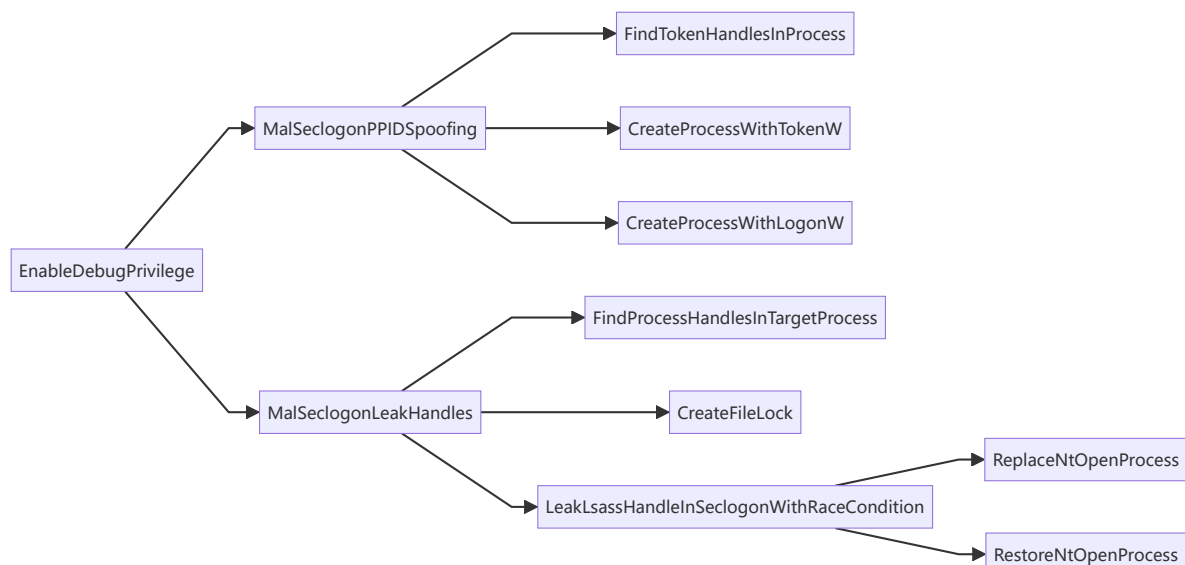 FindTokenHandlesInProcess
MalSeclogonPPIDSpoofing
CreateProcessWithTokenW
CreateProcessWithLogonW
EnableDebugPrivilege
FindProcessHandlesInTargetProcess
MalSeclogonLeakHandles
CreateFileLock
ReplaceNtOpenProcess
LeakLsassHandleInSeclogonWithRaceCondition
RestoreNtOpenProcess